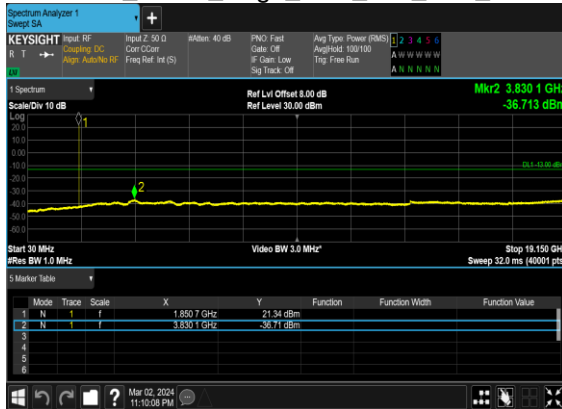 Spectrum Analyzer 1
Swept SA
+
KEYSIGHT Input: RF Input Z: 50 Ω #Atten: 40 dB PNO: Fast Avg Type: Power (RMS) 1 2 3 4 5 6
R T Coupling: DC Corr CCorr Gate: Off Avg|Hold: 100/100 A W W W W W
Align: Auto/No RF Freq Ref: Int (S) IF Gain: Low Trig: Free Run
Sig Track: Off A N N N N N
1 Spectrum Ref Lvl Offset 8.00 dB Mkr2 3.830 1 GHz
Scale/Div 10 dB Ref Level 30.00 dBm -36.713 dBm
Log
20.0
10.0
0.00
-10.0
-20.0
-30.0
-40.0
-50.0
-60.0
1
2
DL1 -13.00 dBm
Start 30 MHz Video BW 3.0 MHz* Stop 19.150 GHz
#Res BW 1.0 MHz Sweep 32.0 ms (40001 pts)
5 Marker Table
Mode Trace Scale X Y Function Function Width Function Value
1 N 1 f 1.850 7 GHz 21.34 dBm
2 N 1 f 3.830 1 GHz -36.71 dBm
3
4
5
6
? Mar 02, 2024
11:10:08 PM